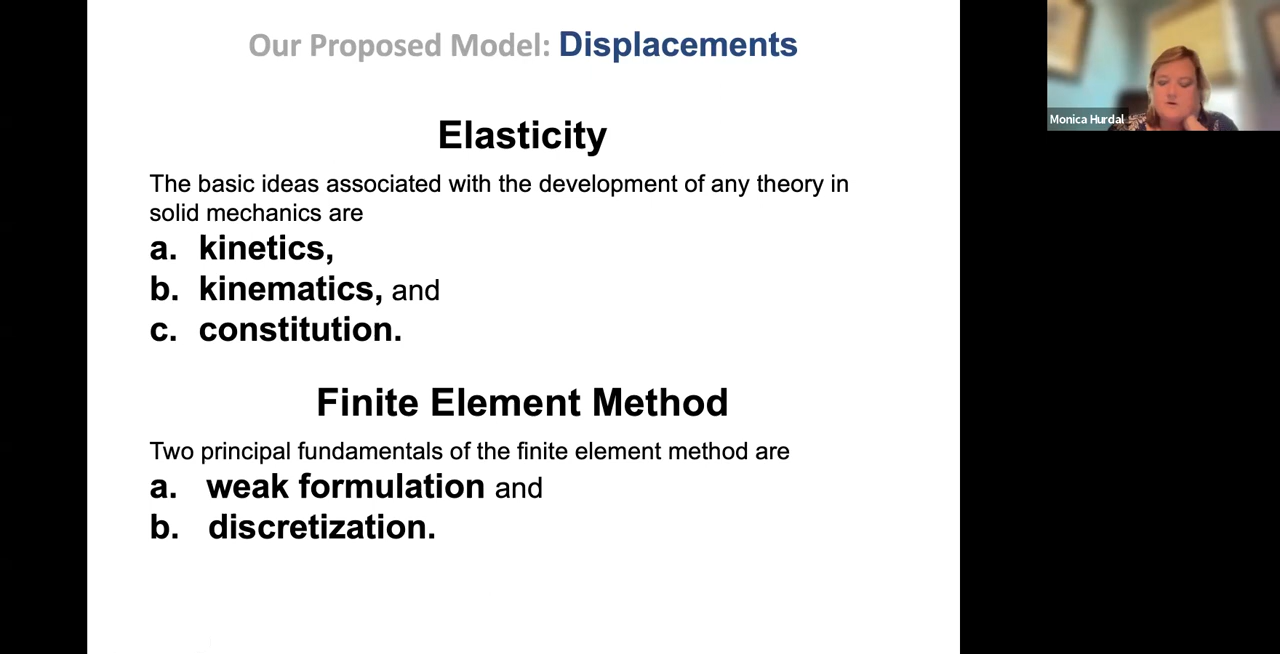 Our Proposed Model: Displacements
Elasticity
The basic ideas associated with the development of any theory in
solid mechanics are
a. kinetics,
b. kinematics, and
c. constitution.
Finite Element Method
Two principal fundamentals of the finite element method are
a. weak formulation and
b. discretization.
Monica Hurdal